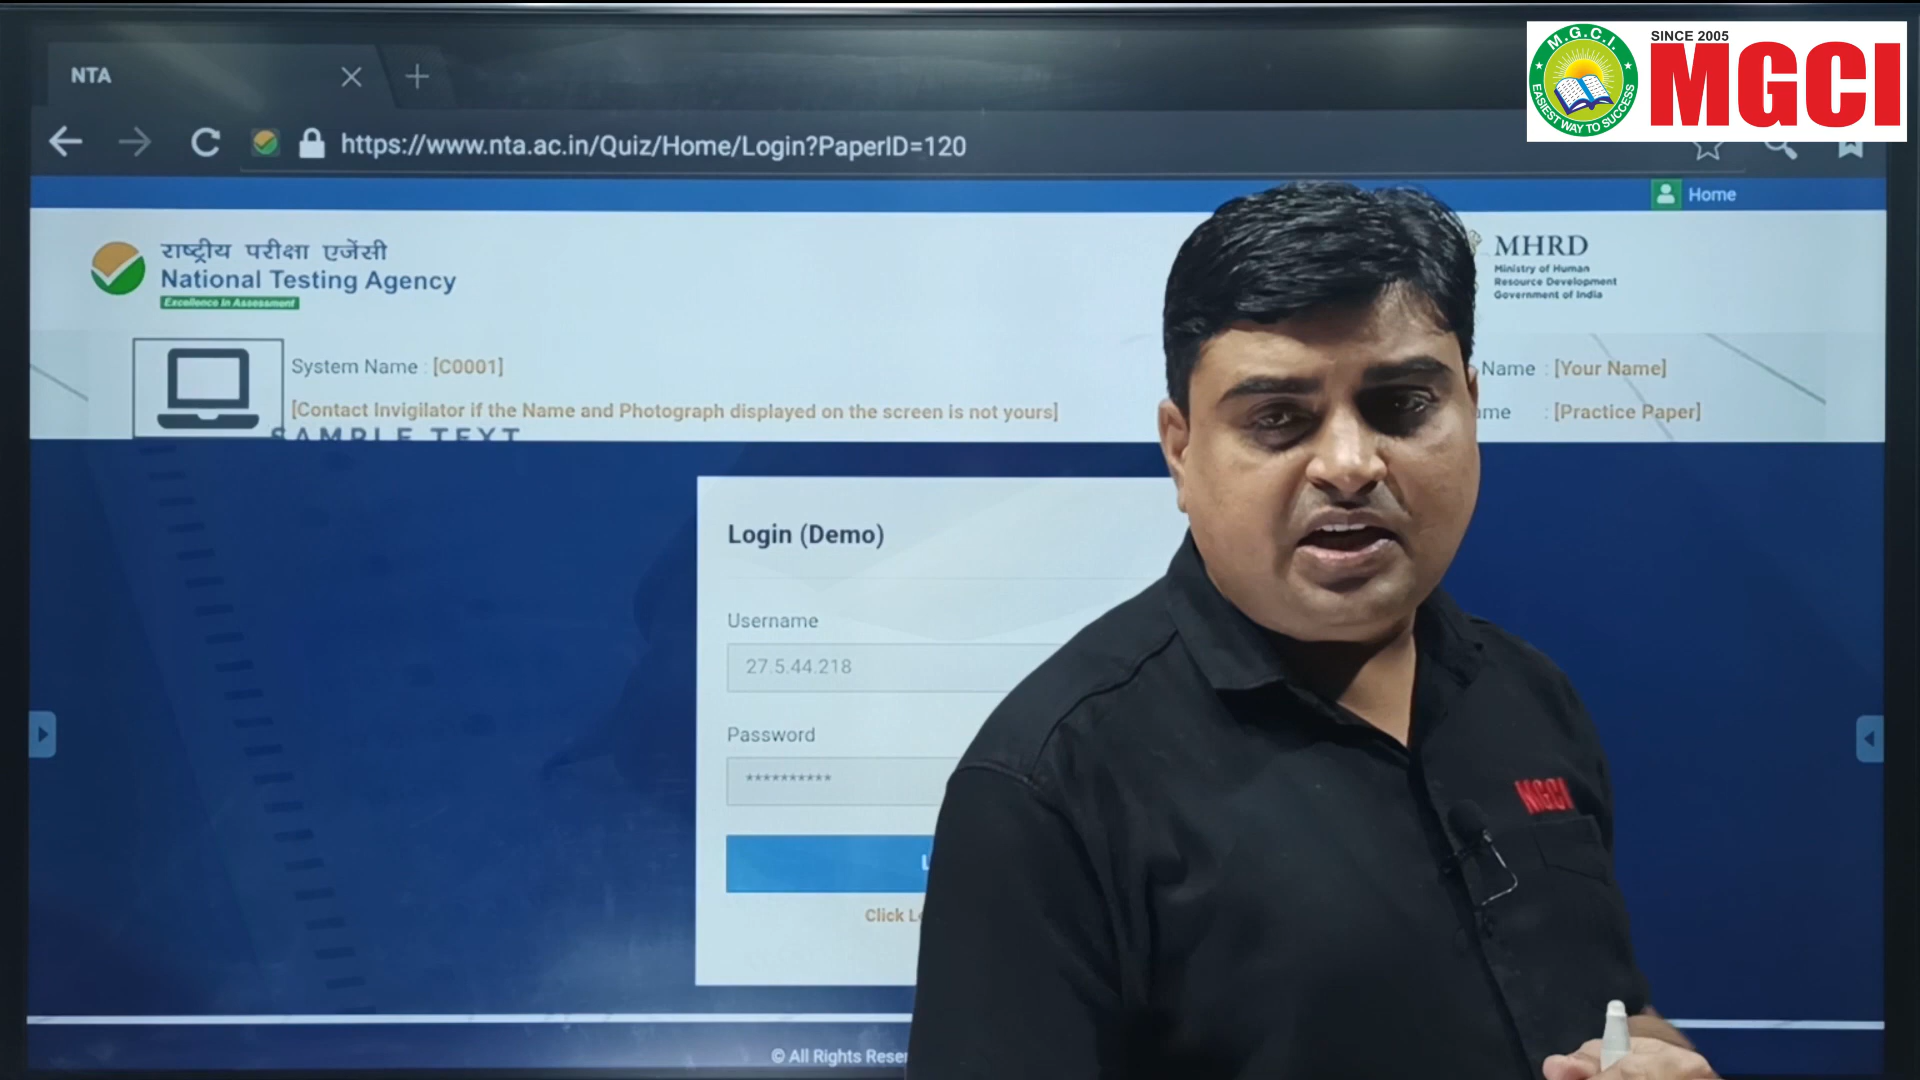 NTA
SINCE 2005
MGCI
M.G.C.I.
EASIEST WAY TO SUCCESS
https://www.nta.ac.in/Quiz/Home/Login?PaperID=120
Home
राष्ट्रीय परीक्षा एजेंसी
National Testing Agency
Excellence In Assessment
MHRD
Ministry of Human
Resource Development
Government of India
System Name : [C0001]
Name : [Your Name]
[Contact Invigilator if the Name and Photograph displayed on the screen is not yours]
: [Practice Paper]
SAMPLE TEXT
Login (Demo)
Username
27.5.44.218
Password
**********
Click
MGCI
© All Rights